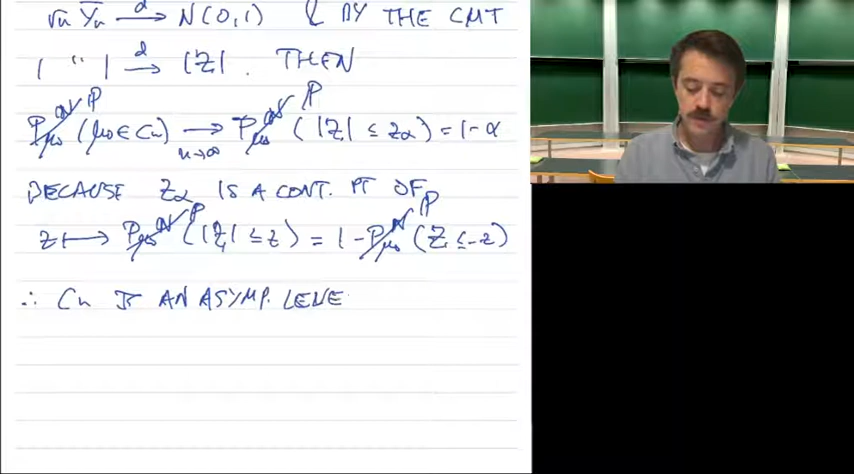 √n Ȳn →d N(0,1) & BY THE CMT
| " | →d |Z|. THEN
P (μ0 ∈ Cn) →n→∞ P (|Z| ≤ zα) = 1-α
BECAUSE zα IS A CONT. PT OF
z ↦ P (|Z| ≤ z) = 1 - P (Z ≤ -z)
∴ Cn IS AN ASYMP. LEVE